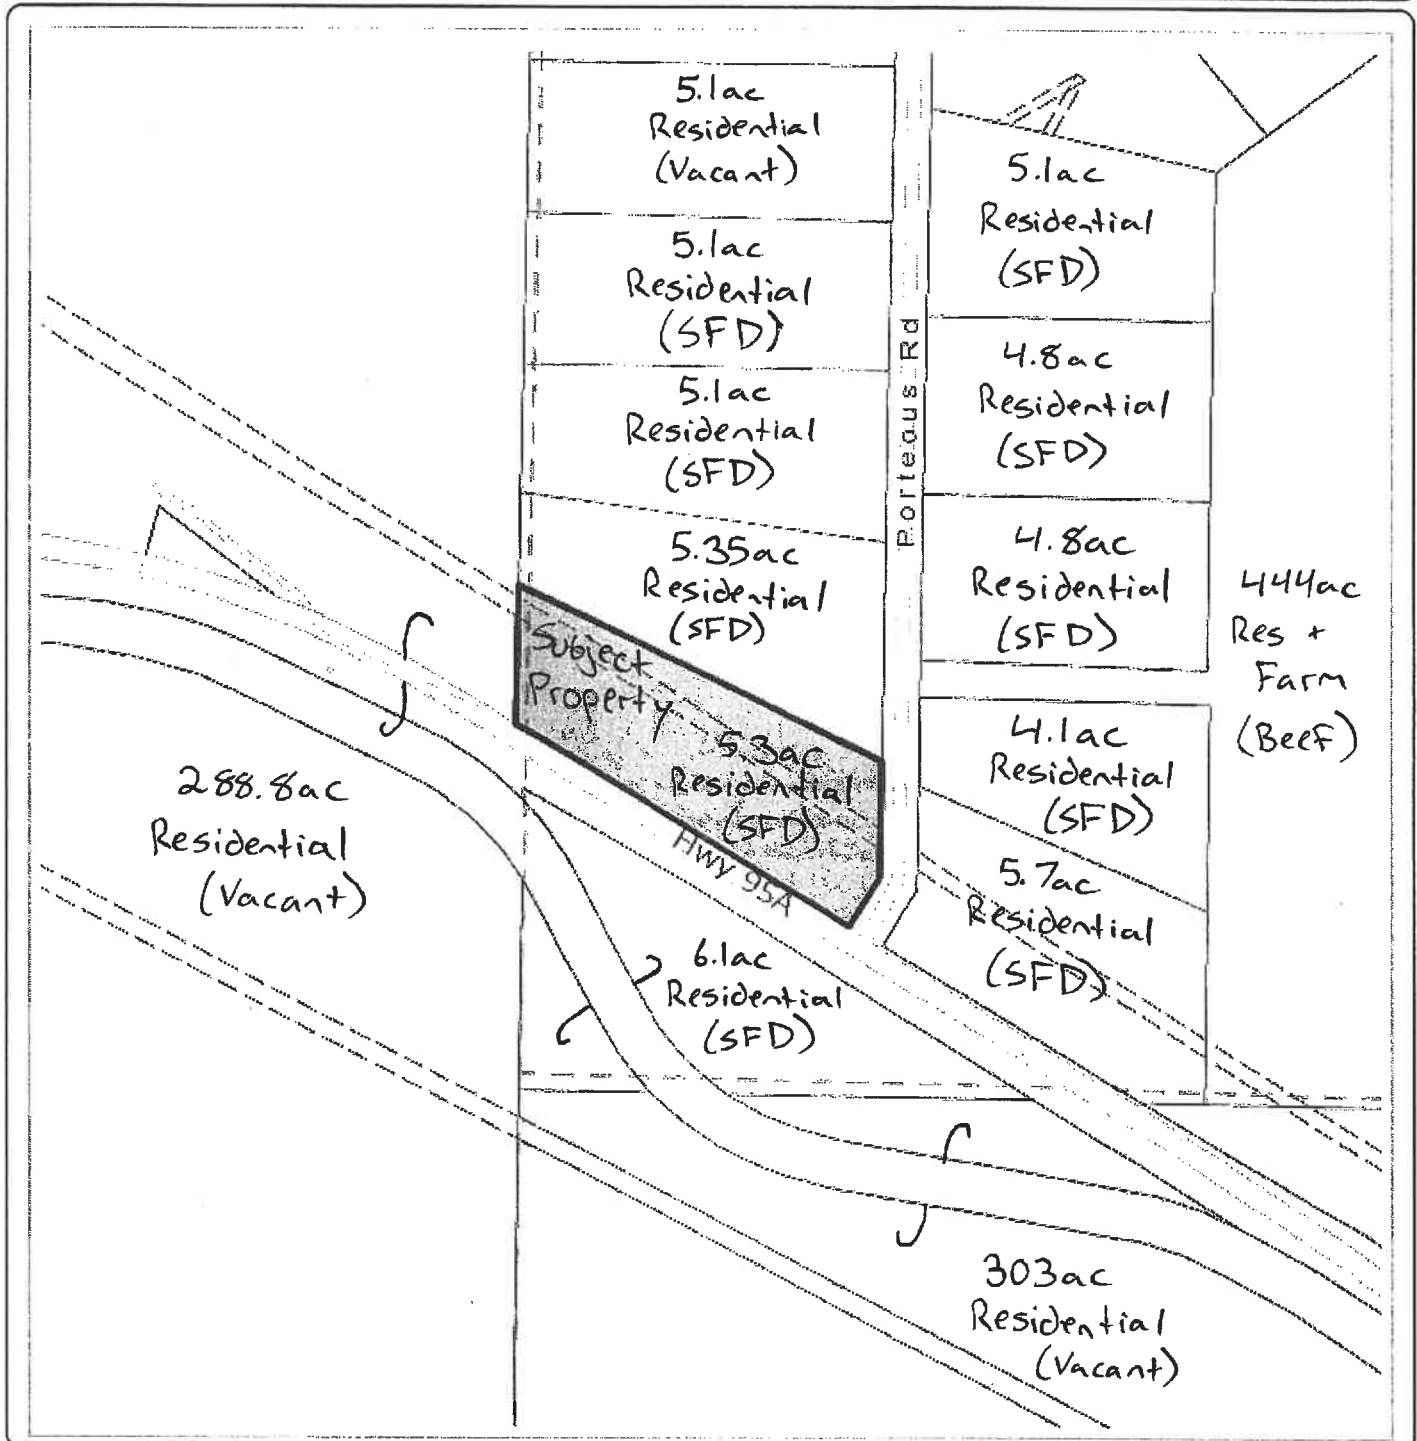 5.1ac
Residential
(Vacant)
5.1ac
Residential
(SFD)
5.1ac
Residential
(SFD)
5.35ac
Residential
(SFD)
Subject
Property
5.3ac
Residential
(SFD)
Hwy 95A
Porteous Rd
5.1ac
Residential
(SFD)
4.8ac
Residential
(SFD)
4.8ac
Residential
(SFD)
444ac
Res +
Farm
(Beef)
4.1ac
Residential
(SFD)
5.7ac
Residential
(SFD)
288.8ac
Residential
(Vacant)
6.1ac
Residential
(SFD)
303ac
Residential
(Vacant)